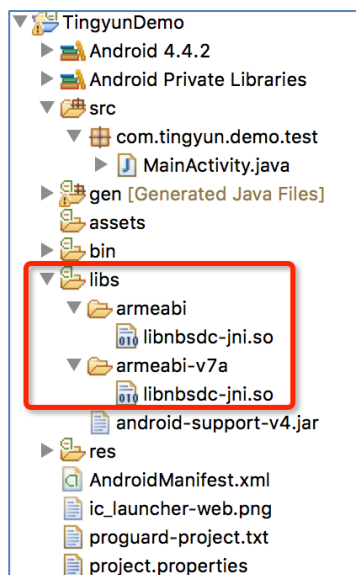 TingyunDemo
Android 4.4.2
Android Private Libraries
src
com.tingyun.demo.test
MainActivity.java
gen [Generated Java Files]
assets
bin
libs
armeabi
libnbsdc-jni.so
armeabi-v7a
libnbsdc-jni.so
android-support-v4.jar
res
AndroidManifest.xml
ic_launcher-web.png
proguard-project.txt
project.properties